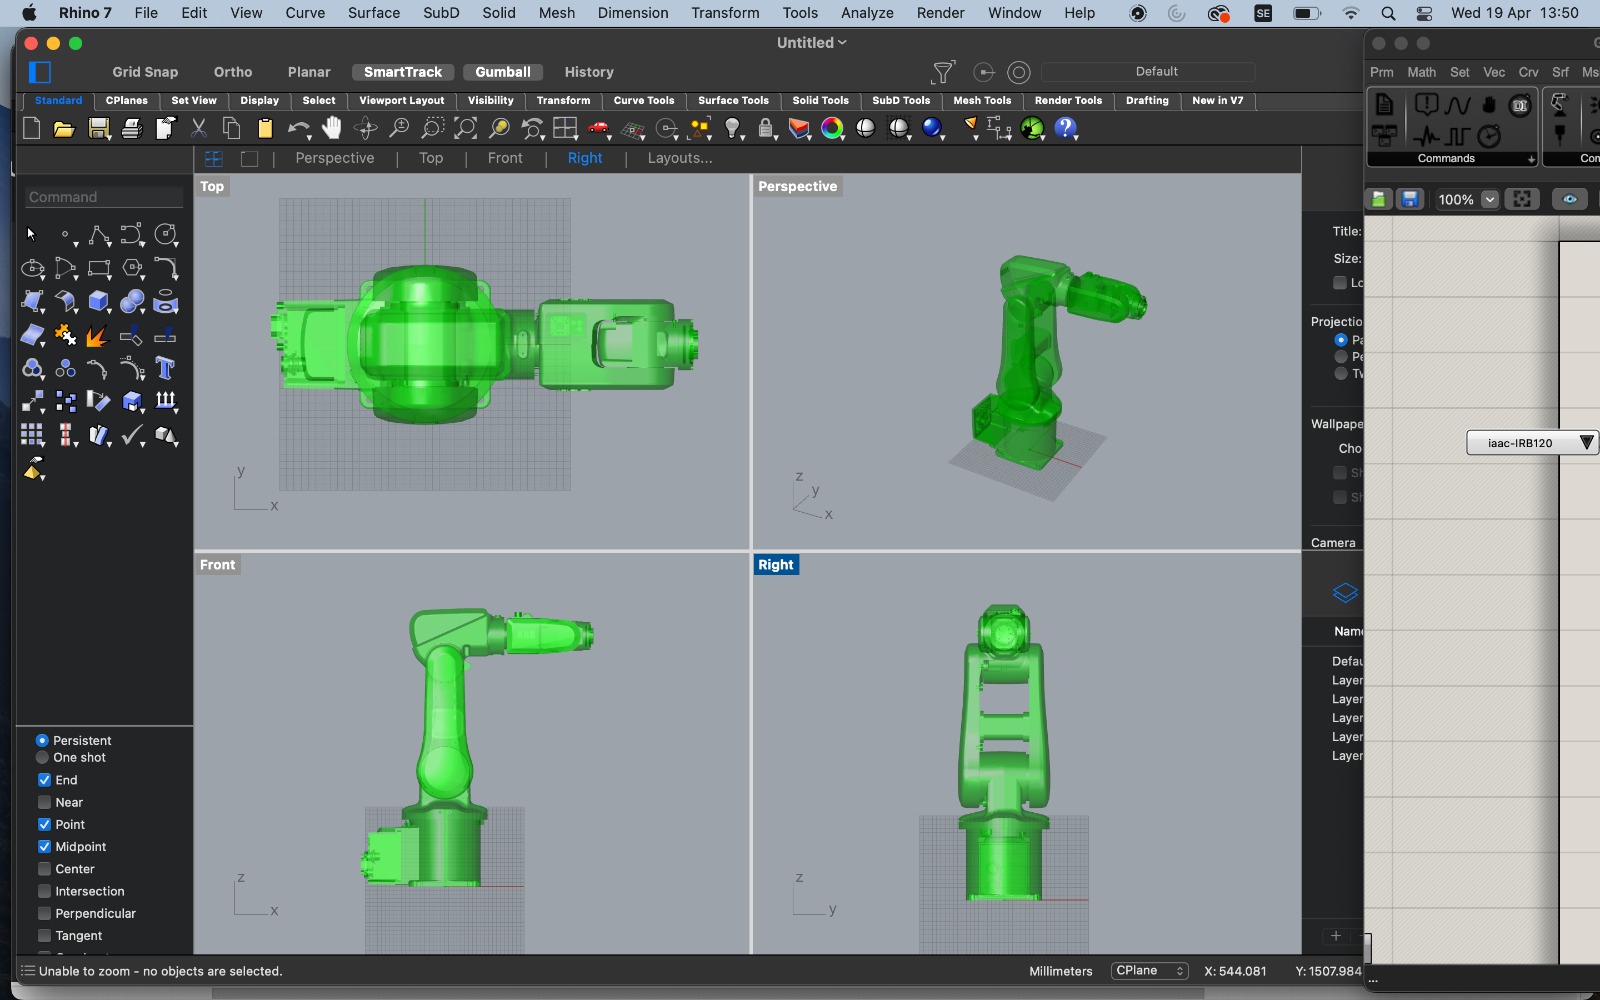 Rhino 7 File Edit View Curve Surface SubD Solid Mesh Dimension Transform Tools Analyze Render Window Help SE Wed 19 Apr 13:50
Untitled
Grid Snap Ortho Planar SmartTrack Gumball History Default
Standard CPlanes Set View Display Select Viewport Layout Visibility Transform Curve Tools Surface Tools Solid Tools SubD Tools Mesh Tools Render Tools Drafting New in V7
Perspective Top Front Right Layouts...
Command
Top
Perspective
y
x
z
y
x
Front
Right
z
x
z
y
Persistent
One shot
End
Near
Point
Midpoint
Center
Intersection
Perpendicular
Tangent
Unable to zoom - no objects are selected.
Millimeters CPlane X: 544.081 Y: 1507.984
Title:
Size:
Lo
Projectio
Pa
Pe
Tw
Wallpape
Cho
Sh
Sh
Camera
Name
Defau
Layer
Layer
Layer
Layer
Layer
Prm Math Set Vec Crv Srf Ms
Commands
Con
100%
iaac-IRB120
...